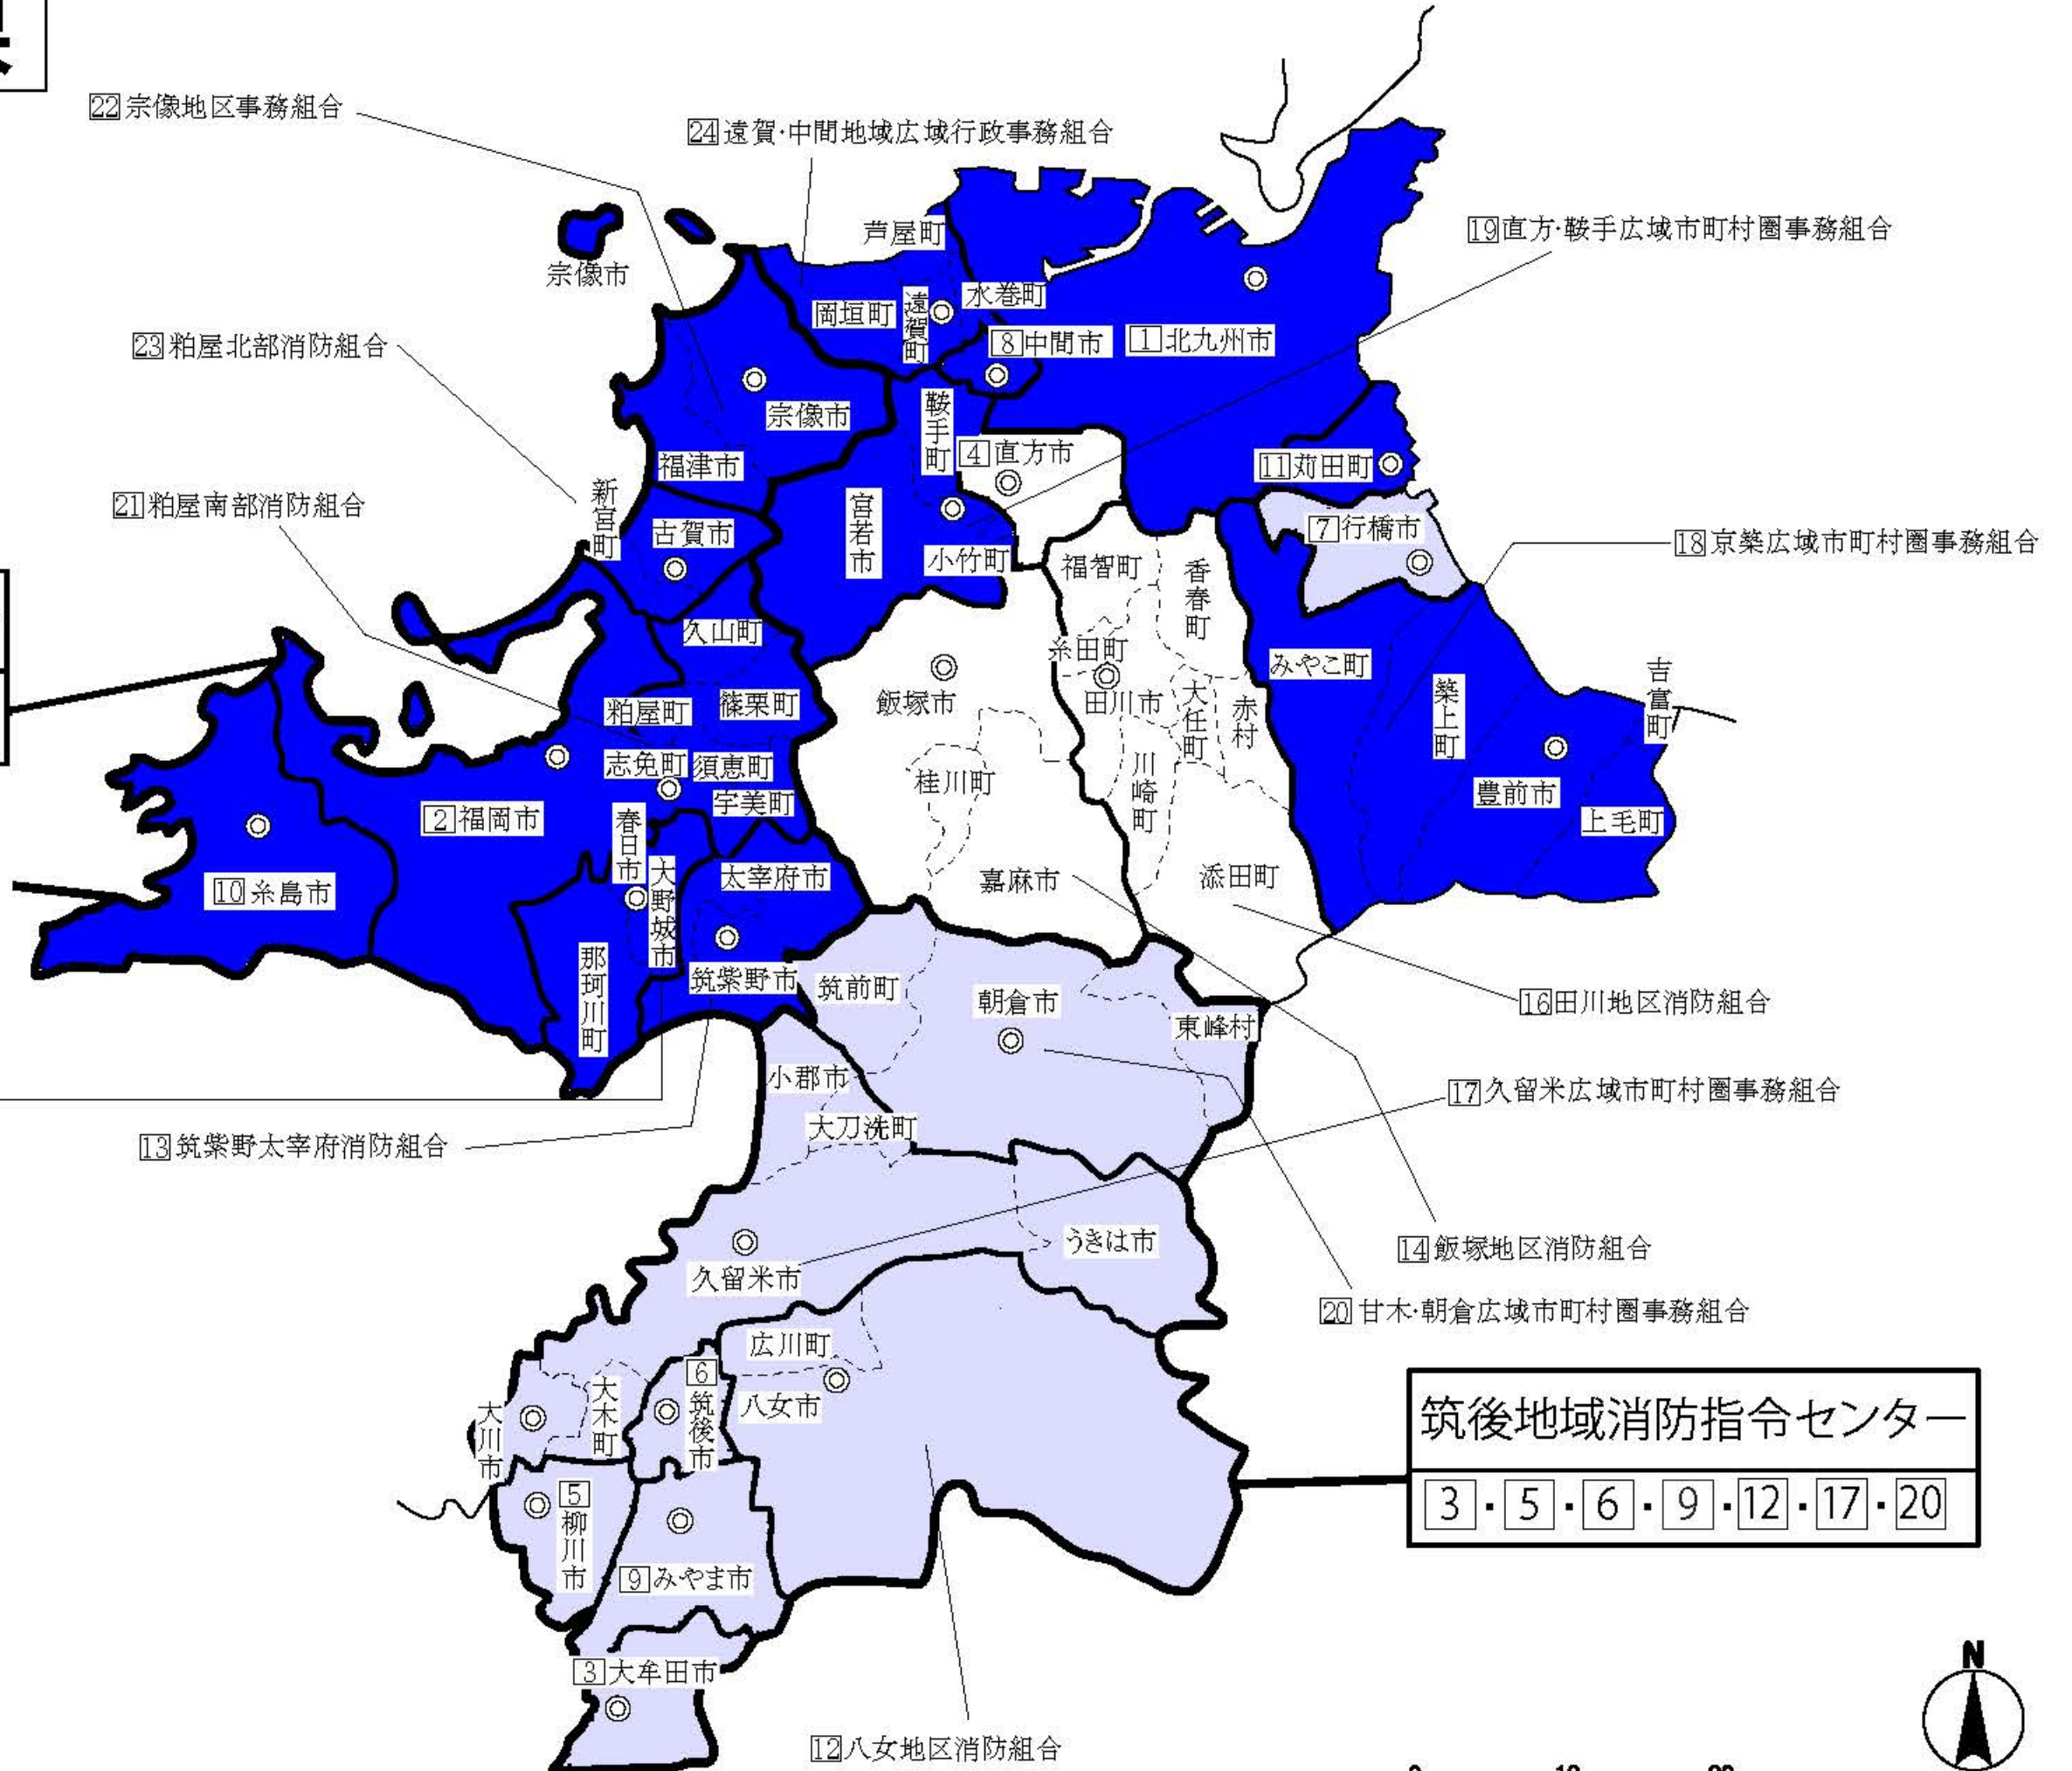 22宗像地区事務組合
24遠賀・中間地域広域行政事務組合
19直方・鞍手広域市町村圏事務組合
芦屋町
宗像市
水巻町
岡垣町
遠賀町
8中間市
1北九州市
23粕屋北部消防組合
鞍手町
宗像市
4直方市
福津市
11苅田町
21粕屋南部消防組合
新宮町
古賀市
宮若市
7行橋市
小竹町
18京築広域市町村圏事務組合
福智町
香春町
久山町
糸田町
みやこ町
吉富町
粕屋町
篠栗町
飯塚市
田川市
大任町
赤村
築上町
志免町
須恵町
桂川町
川崎町
宇美町
豊前市
2福岡市
春日市
上毛町
太宰府市
大野城市
嘉麻市
添田町
10糸島市
筑紫野市
那珂川町
筑前町
朝倉市
16田川地区消防組合
東峰村
小郡市
17久留米広域市町村圏事務組合
大刀洗町
13筑紫野太宰府消防組合
うきは市
14飯塚地区消防組合
久留米市
20甘木・朝倉広域市町村圏事務組合
広川町
6筑後市
大木町
大川市
八女市
筑後地域消防指令センター
3・5・6・9・12・17・20
5柳川市
9みやま市
3大牟田市
12八女地区消防組合
N